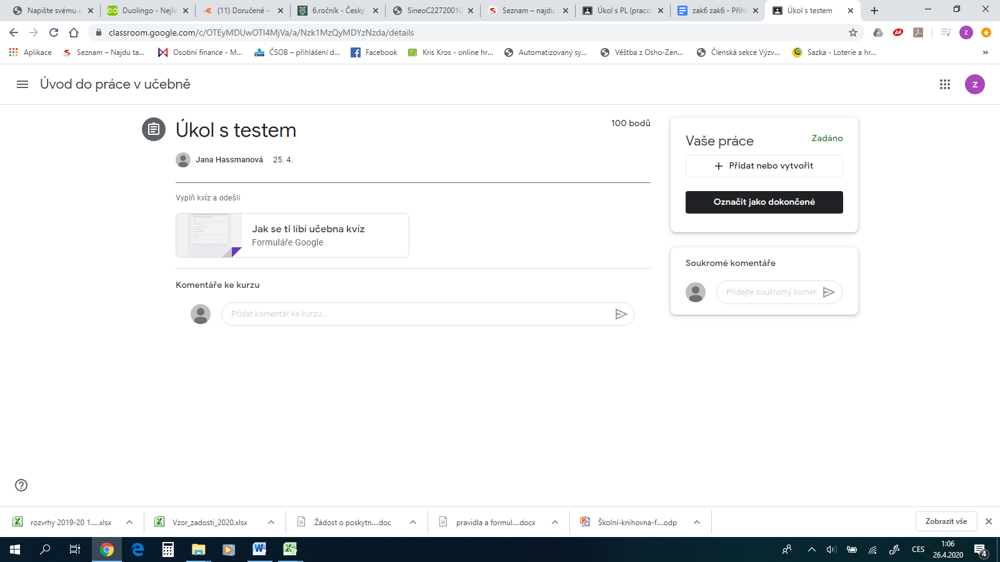 Napište svému o
Duolingo - Nejle
(11) Doručené –
6.ročník - Český
SineoC22720010
Seznam – najdu
Úkol s PL (praco
zak6 zak6 - Přihl
Úkol s testem
classroom.google.com/c/OTEyMDUwOTI4MjVa/a/Nzk1MzQyMDYzNzda/details
Aplikace
Seznam – Najdu ta...
Osobní finance - M...
ČSOB – přihlášení d...
Facebook
Kris Kros - online hr...
Automatizovaný sy...
Věštba z Osho-Zen...
Členská sekce Výzv...
Sazka - Loterie a hr...
»
Úvod do práce v učebně
z
Úkol s testem
100 bodů
Jana Hassmanová 25. 4.
Vyplň kvíz a odešli
Jak se ti líbí učebna kvíz
Formuláře Google
Komentáře ke kurzu
Přidat komentář ke kurzu...
Vaše práce
Zadáno
+ Přidat nebo vytvořit
Označit jako dokončené
Soukromé komentáře
Přidejte soukromý komer
rozvrhy 2019-20 1.....xlsx
Vzor_zadosti_2020.xlsx
Žádost o poskytn....doc
pravidla a formul....docx
Školní-knihovna-f....odp
Zobrazit vše
CES
1:06
26.4.2020
4